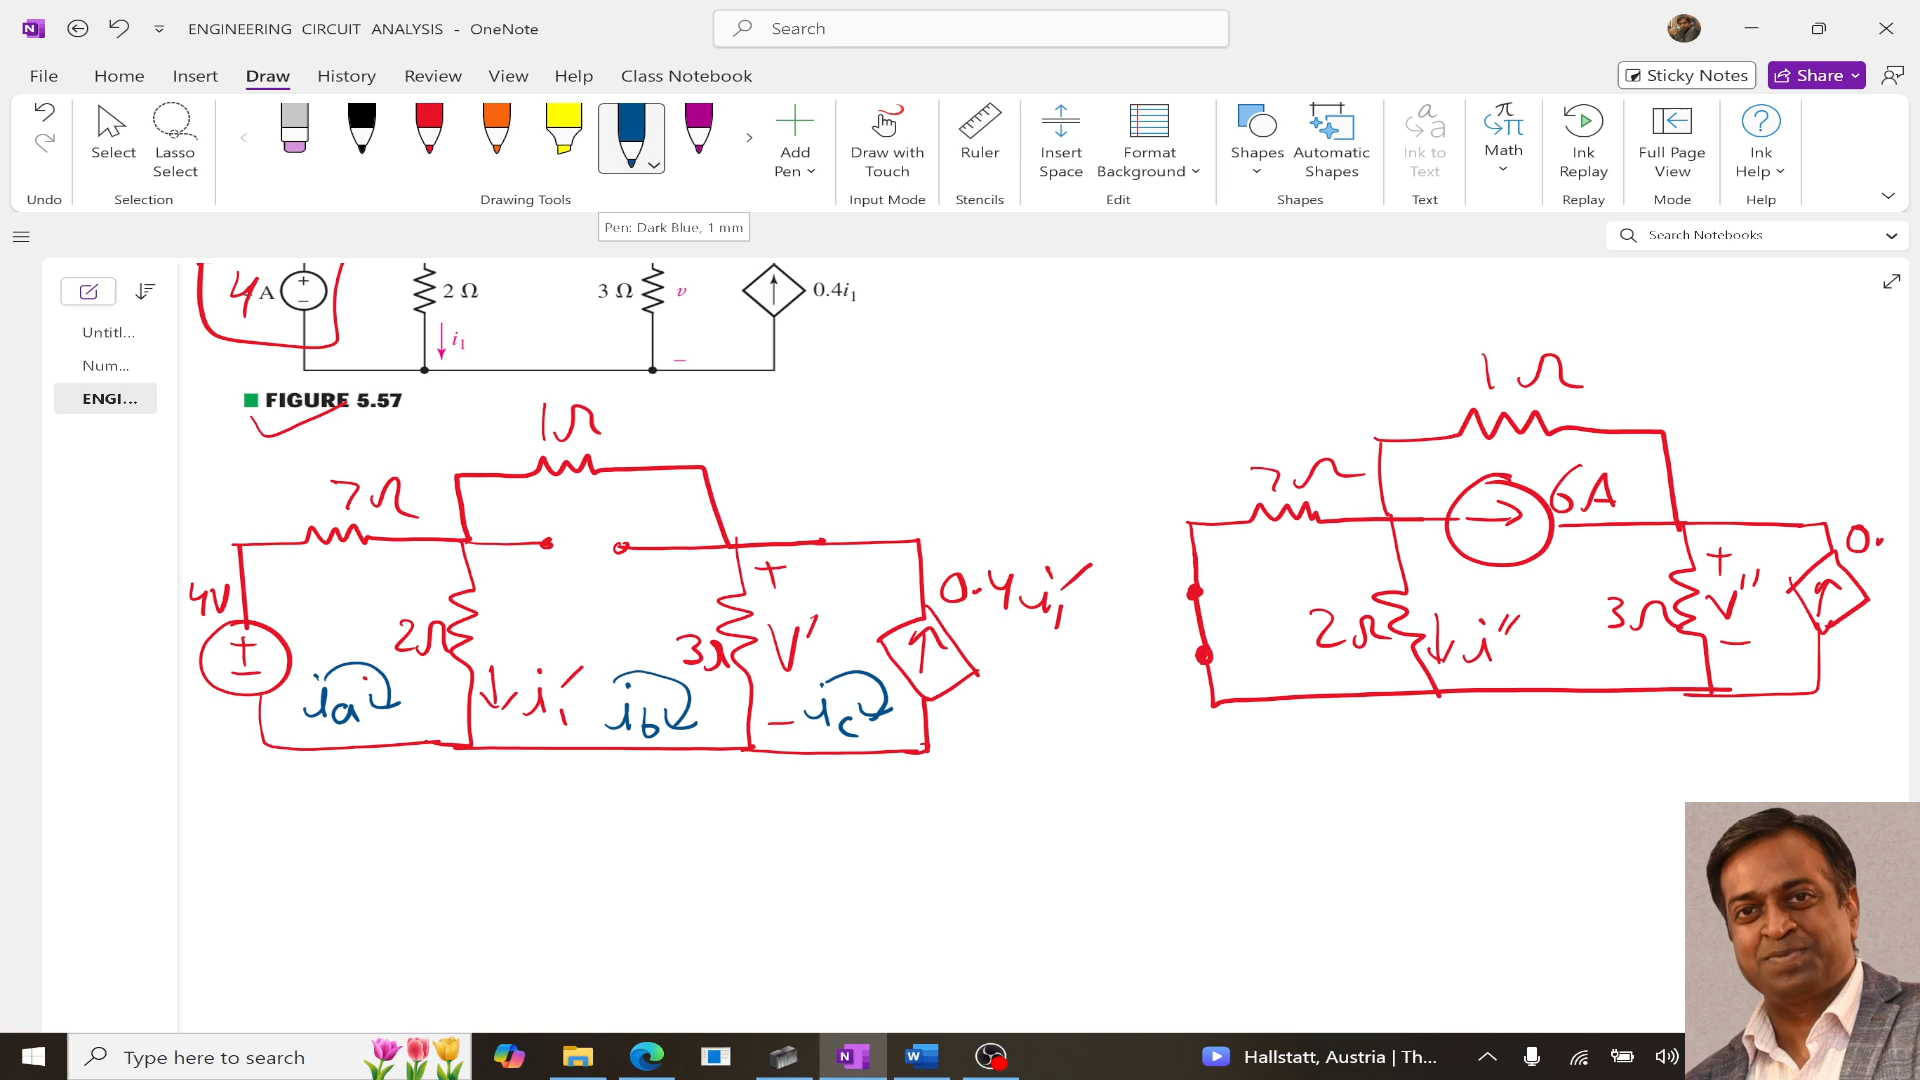 ENGINEERING CIRCUIT ANALYSIS - OneNote
Search
File Home Insert Draw History Review View Help Class Notebook
Sticky Notes
Share
Select
Lasso Select
Add Pen
Draw with Touch
Ruler
Insert Space
Format Background
Shapes
Automatic Shapes
Ink to Text
Math
Ink Replay
Full Page View
Ink Help
Undo
Selection
Drawing Tools
Input Mode
Stencils
Edit
Shapes
Text
Replay
Mode
Help
Pen: Dark Blue, 1 mm
Search Notebooks
Untitl...
Num...
ENGI...
4 A
+
−
2 Ω
i1
3 Ω
v
−
0.4i1
FIGURE 5.57
1Ω
7Ω
4V
+
−
2Ω
i1'
3Ω
+
V'
−
0.4i1'
ia
ib
ic
1Ω
7Ω
6A
2Ω
i''
3Ω
+
V''
−
0.
Type here to search
Hallstatt, Austria | Th...